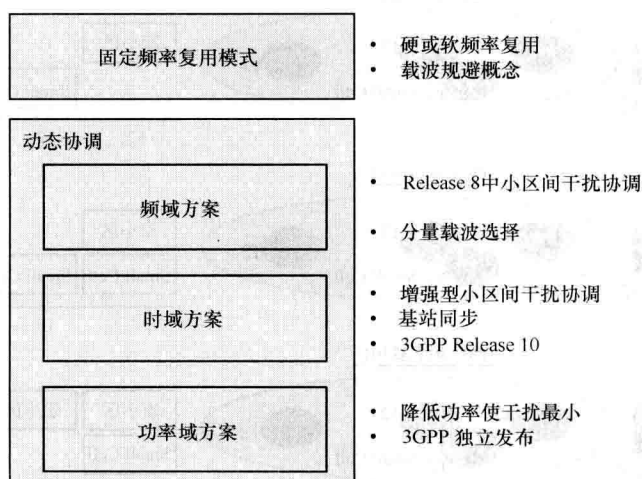 固定频率复用模式
• 硬或软频率复用
• 载波规避概念
动态协调
频域方案
• Release 8中小区间干扰协调
• 分量载波选择
时域方案
• 增强型小区间干扰协调
• 基站同步
• 3GPP Release 10
功率域方案
• 降低功率使干扰最小
• 3GPP 独立发布